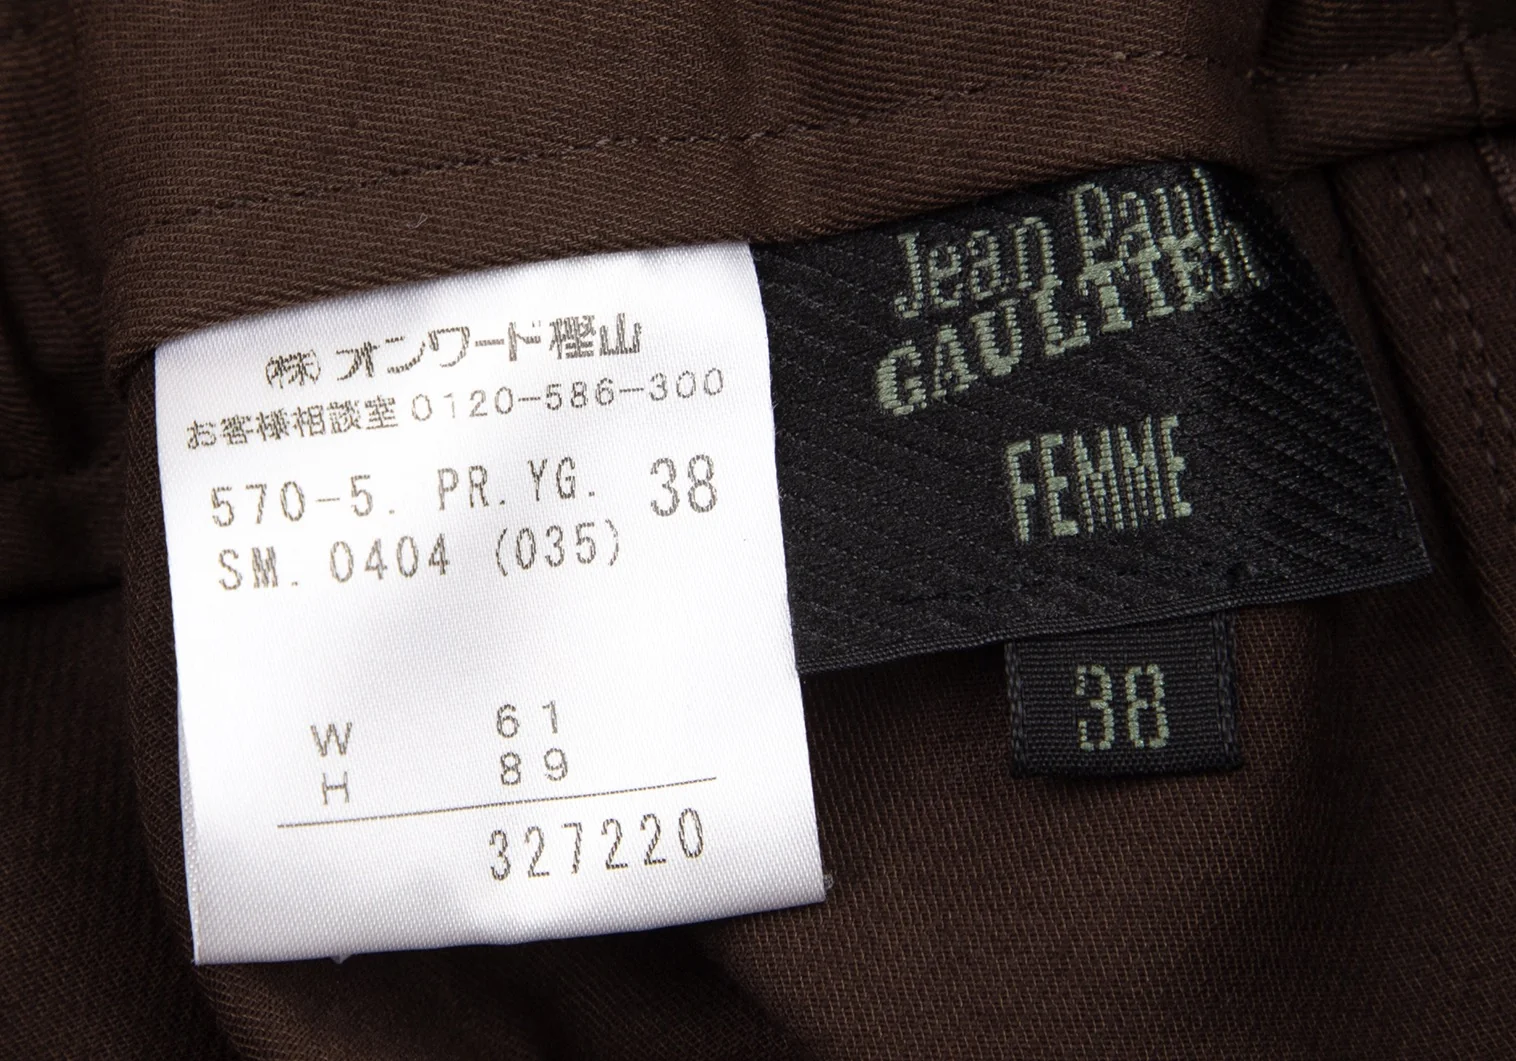 (株) オンワード樫山
お客様相談室 0120-586-300
570-5. PR. YG. 38
SM. 0404 (035)
W 61
H 89
327220
Jean Paul
GAULTIER
FEMME
38